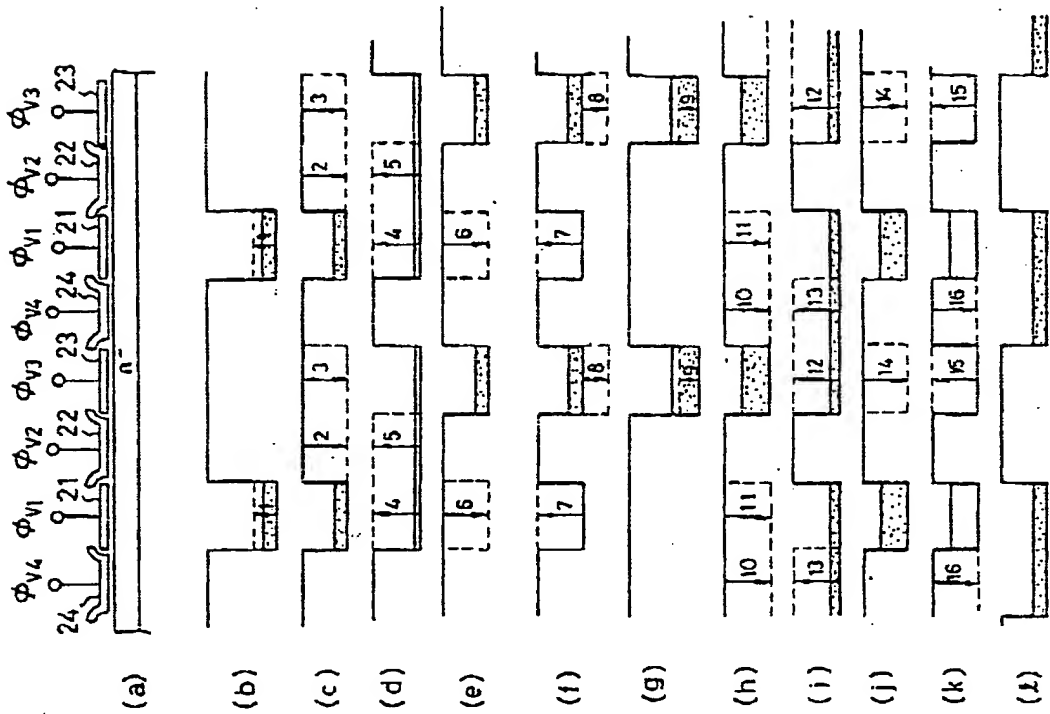 ΦV4 ΦV1 ΦV2 ΦV3 ΦV4 ΦV1 ΦV2 ΦV3
24 21 22 23 24 21 22 23
(a) n⁻
(b) 1 1
(c) 2 3 2 3
(d) 4 5 4 5
(e) 6 6
(f) 7 8 7 8
(g) 9 9
(h) 10 11 10 11
(i) 13 12 13 12
(j) 14 14
(k) 16 15 16 15
(ℓ)